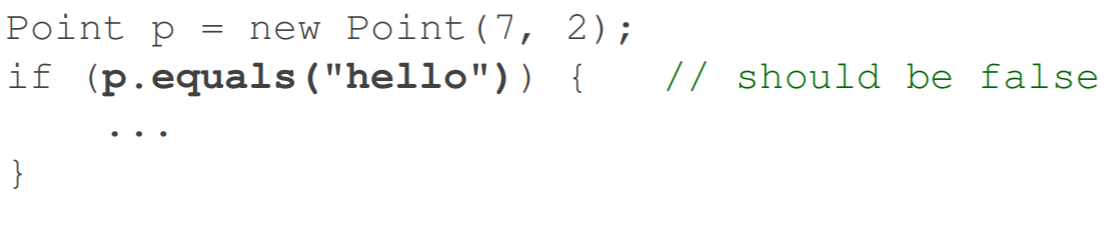 Point p = new Point(7, 2);
if (p.equals("hello")) {   // should be false
    ...
}